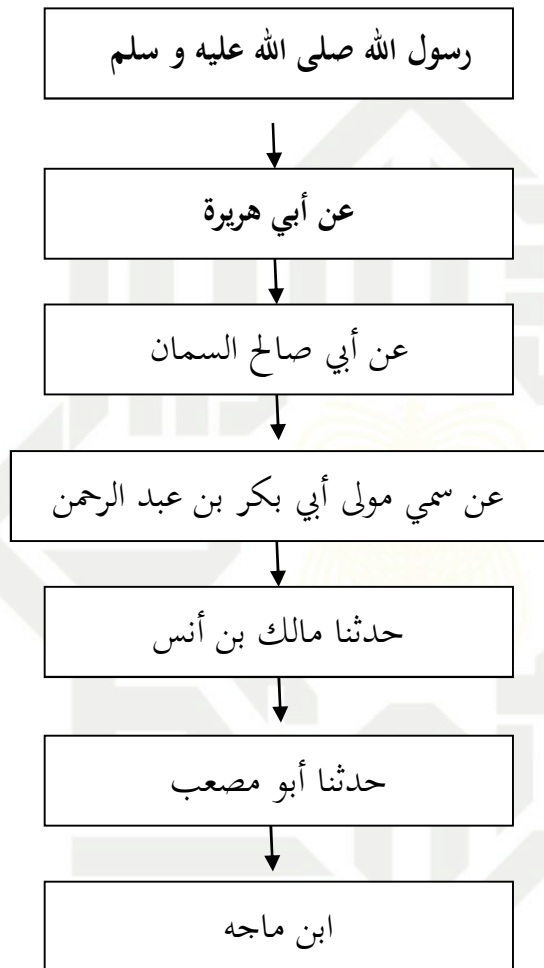 رسول الله صلى الله عليه و سلم
عن أبي هريرة
عن أبي صالح السمان
عن سمي مولى أبي بكر بن عبد الرحمن
حدثنا مالك بن أنس
حدثنا أبو مصعب
ابن ماجه